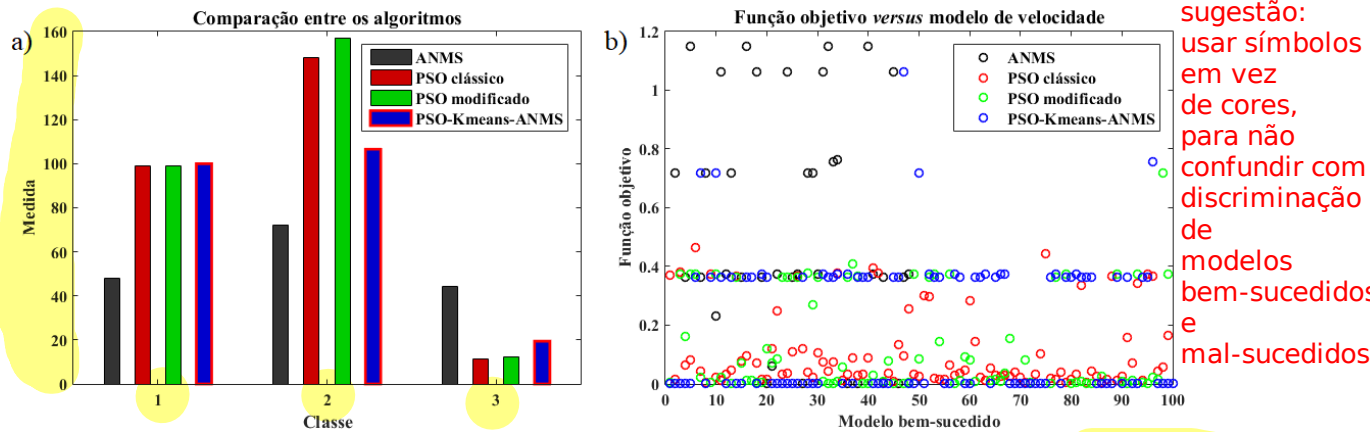 Comparação entre os algoritmos
a)
160
140
120
100
80
60
40
20
0
Medida
ANMS
PSO clássico
PSO modificado
PSO-Kmeans-ANMS
1
2
3
Classe
Função objetivo versus modelo de velocidade
b)
1.2
1
0.8
0.6
0.4
0.2
0
Função objetivo
ANMS
PSO clássico
PSO modificado
PSO-Kmeans-ANMS
0
10
20
30
40
50
60
70
80
90
100
Modelo bem-sucedido
sugestão:
usar símbolos
em vez
de cores,
para não
confundir com
discriminação
de
modelos
bem-sucedidos
e
mal-sucedidos